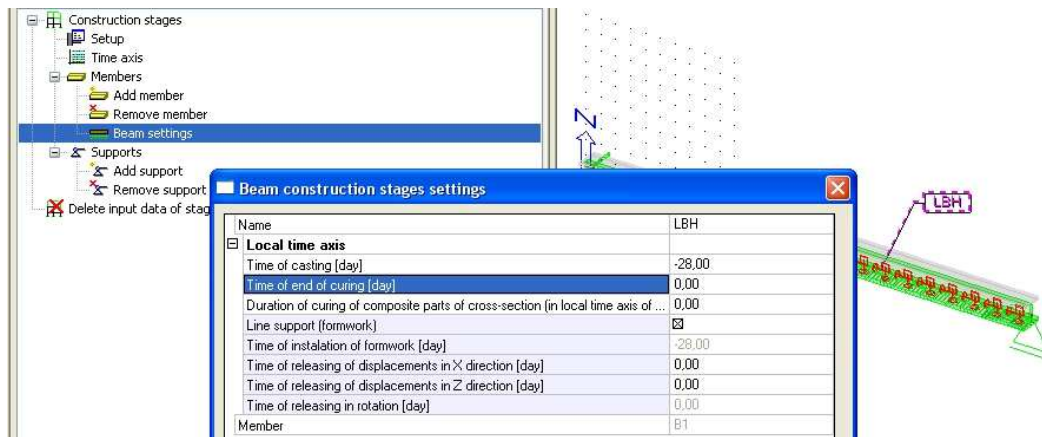 Construction stages
Setup
Time axis
Members
Add member
Remove member
Beam settings
Supports
Add support
Remove support
Delete input data of stag
Z
LBH
Beam construction stages settings
Name LBH
Local time axis
Time of casting [day] -28,00
Time of end of curing [day] 0,00
Duration of curing of composite parts of cross-section (in local time axis of ... 0,00
Line support (formwork)
Time of instalation of formwork [day] -28,00
Time of releasing of displacements in X direction [day] 0,00
Time of releasing of displacements in Z direction [day] 0,00
Time of releasing in rotation [day] 0,00
Member B1